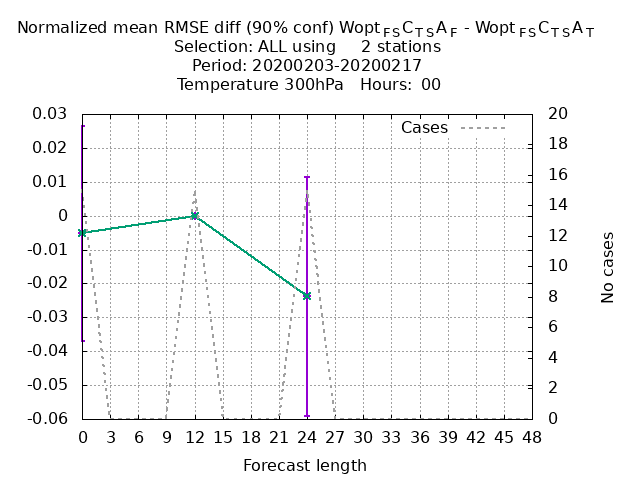 Normalized mean RMSE diff (90% conf) Wopt FS C TS A F - Wopt FS C TS A T
Selection: ALL using 2 stations
Period: 20200203-20200217
Temperature 300hPa Hours: 00
0.03
0.02
0.01
0
-0.01
-0.02
-0.03
-0.04
-0.05
-0.06
Cases
20
18
16
14
12
10
8
6
4
2
0
No cases
0 3 6 9 12 15 18 21 24 27 30 33 36 39 42 45 48
Forecast length